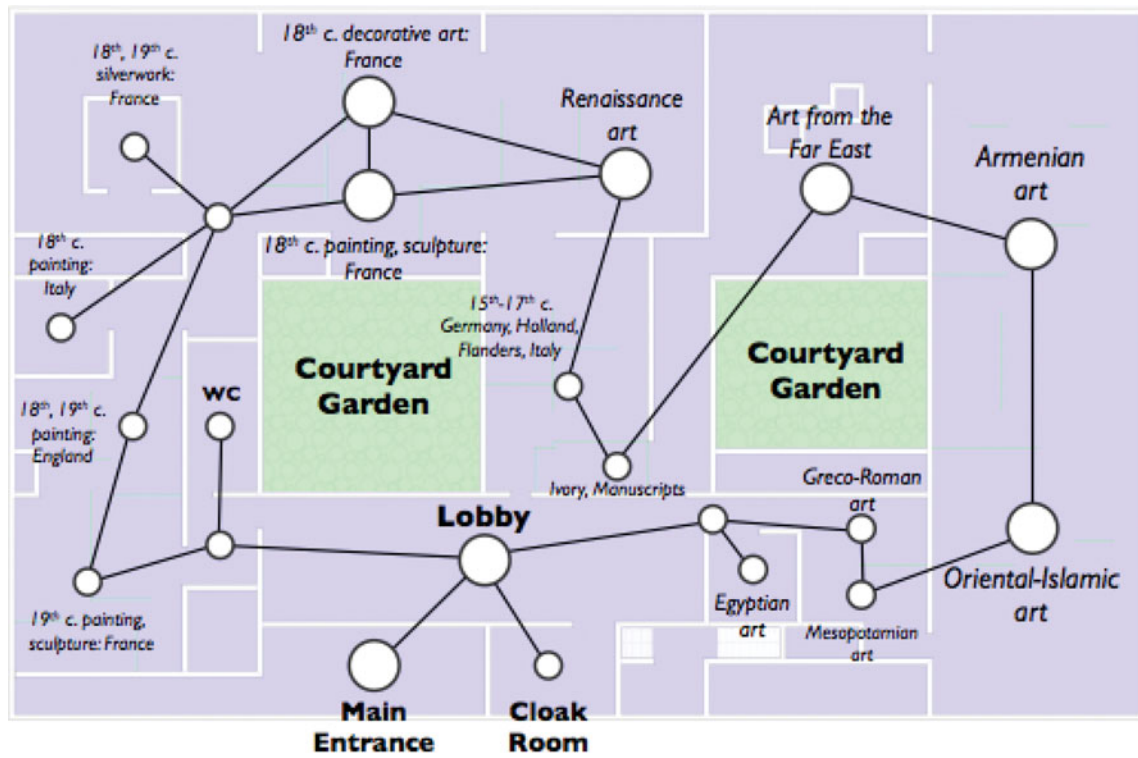 18th, 19th c.
silverwork:
France
18th c. decorative art:
France
Renaissance
art
Art from the
Far East
Armenian
art
18th c.
painting:
Italy
18th c. painting, sculpture:
France
15th-17th c.
Germany, Holland,
Flanders, Italy
Courtyard
Garden
Courtyard
Garden
WC
18th, 19th c.
painting:
England
Ivory, Manuscripts
Greco-Roman
art
Lobby
19th c. painting,
sculpture: France
Egyptian
art
Mesopotamian
art
Oriental-Islamic
art
Main
Entrance
Cloak
Room